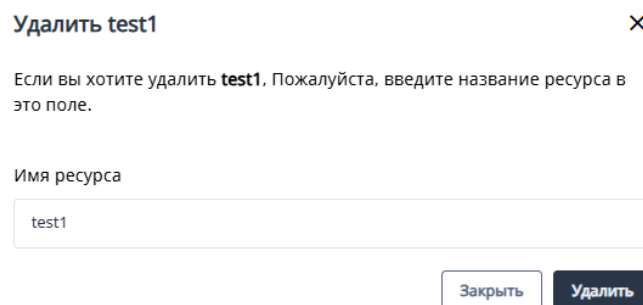 Удалить test1
Если вы хотите удалить test1, Пожалуйста, введите название ресурса в
это поле.
Имя ресурса
test1
Закрыть
Удалить